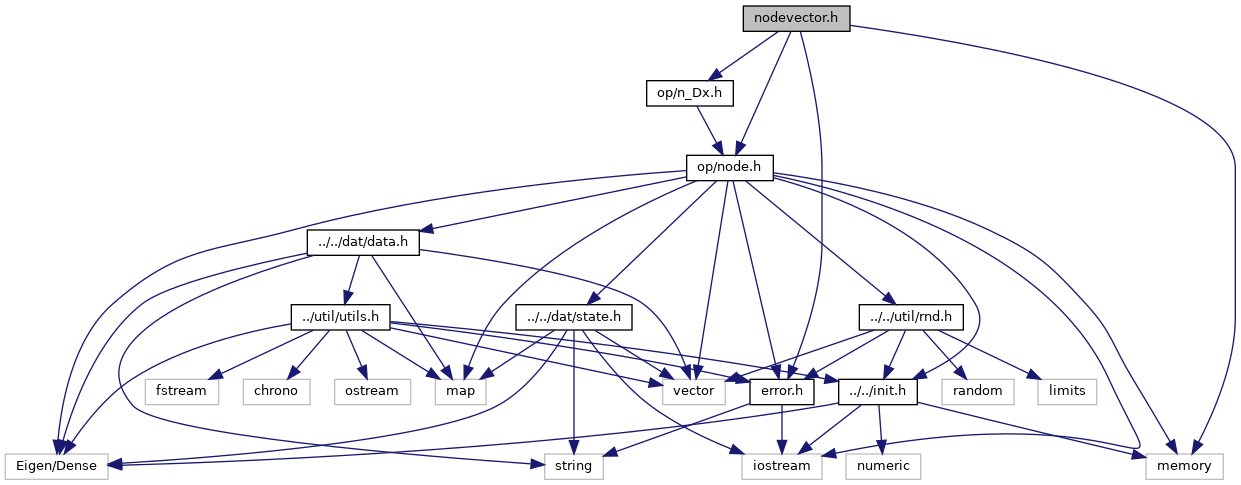 nodevector.h
op/n_Dx.h
op/node.h
../../dat/data.h
../util/utils.h
../../dat/state.h
../../util/rnd.h
fstream
chrono
ostream
map
vector
error.h
../../init.h
random
limits
Eigen/Dense
string
iostream
numeric
memory